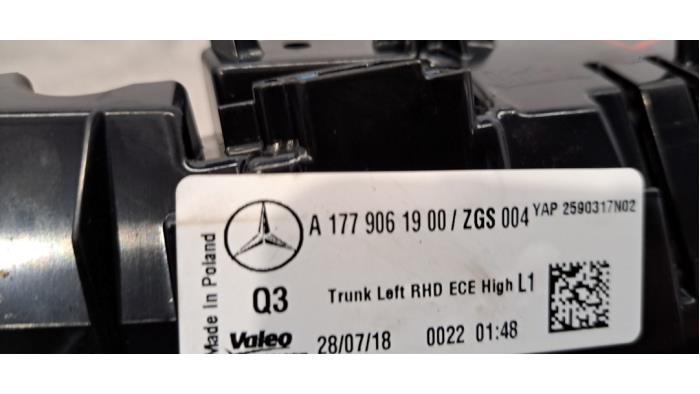 A 177 906 19 00 / ZGS 004 YAP 2590317N02
Q3 Trunk Left RHD ECE High L1
Made In Poland
Valeo 28/07/18 0022 01:48